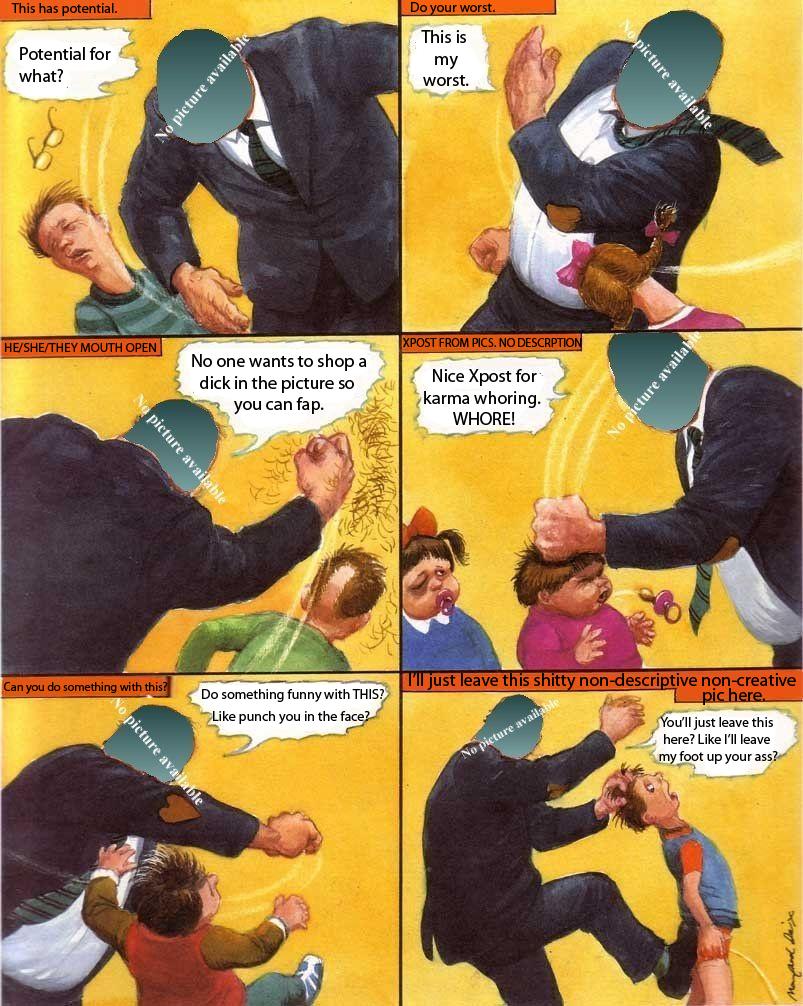 This has potential.
Potential for
what?
No picture available
Do your worst.
This is
my
worst.
No picture available
HE/SHE/THEY MOUTH OPEN
No one wants to shop a
dick in the picture so
you can fap.
No picture available
XPOST FROM PICS. NO DESCRPTION
Nice Xpost for
karma whoring.
WHORE!
No picture available
Can you do something with this?
Do something funny with THIS?
Like punch you in the face?
No picture available
I'll just leave this shitty non-descriptive non-creative
pic here.
You'll just leave this
here? Like I'll leave
my foot up your ass?
No picture available